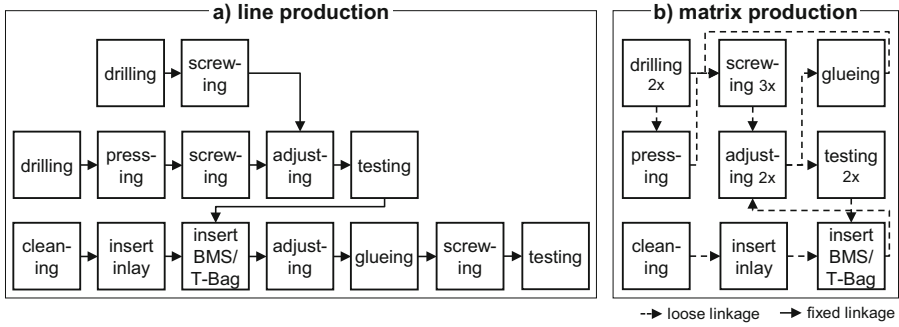 a) line production
drilling
screw-
ing
drilling
press-
ing
screw-
ing
adjust-
ing
testing
clean-
ing
insert
inlay
insert
BMS/
T-Bag
adjust-
ing
glueing
screw-
ing
testing
b) matrix production
drilling
2x
screw-
ing 3x
glueing
press-
ing
adjust-
ing 2x
testing
2x
clean-
ing
insert
inlay
insert
BMS/
T-Bag
loose linkage
fixed linkage